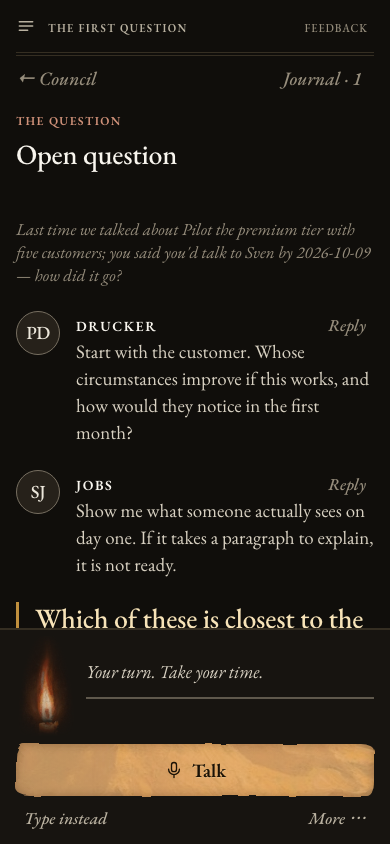 THE FIRST QUESTION
FEEDBACK
← Council
Journal · 1
THE QUESTION
Open question
Last time we talked about Pilot the premium tier with
five customers; you said you'd talk to Sven by 2026-10-09
— how did it go?
PD
DRUCKER
Reply
Start with the customer. Whose
circumstances improve if this works, and
how would they notice in the first
month?
SJ
JOBS
Reply
Show me what someone actually sees on
day one. If it takes a paragraph to explain,
it is not ready.
Which of these is closest to the
Your turn. Take your time.
Talk
Type instead
More ···